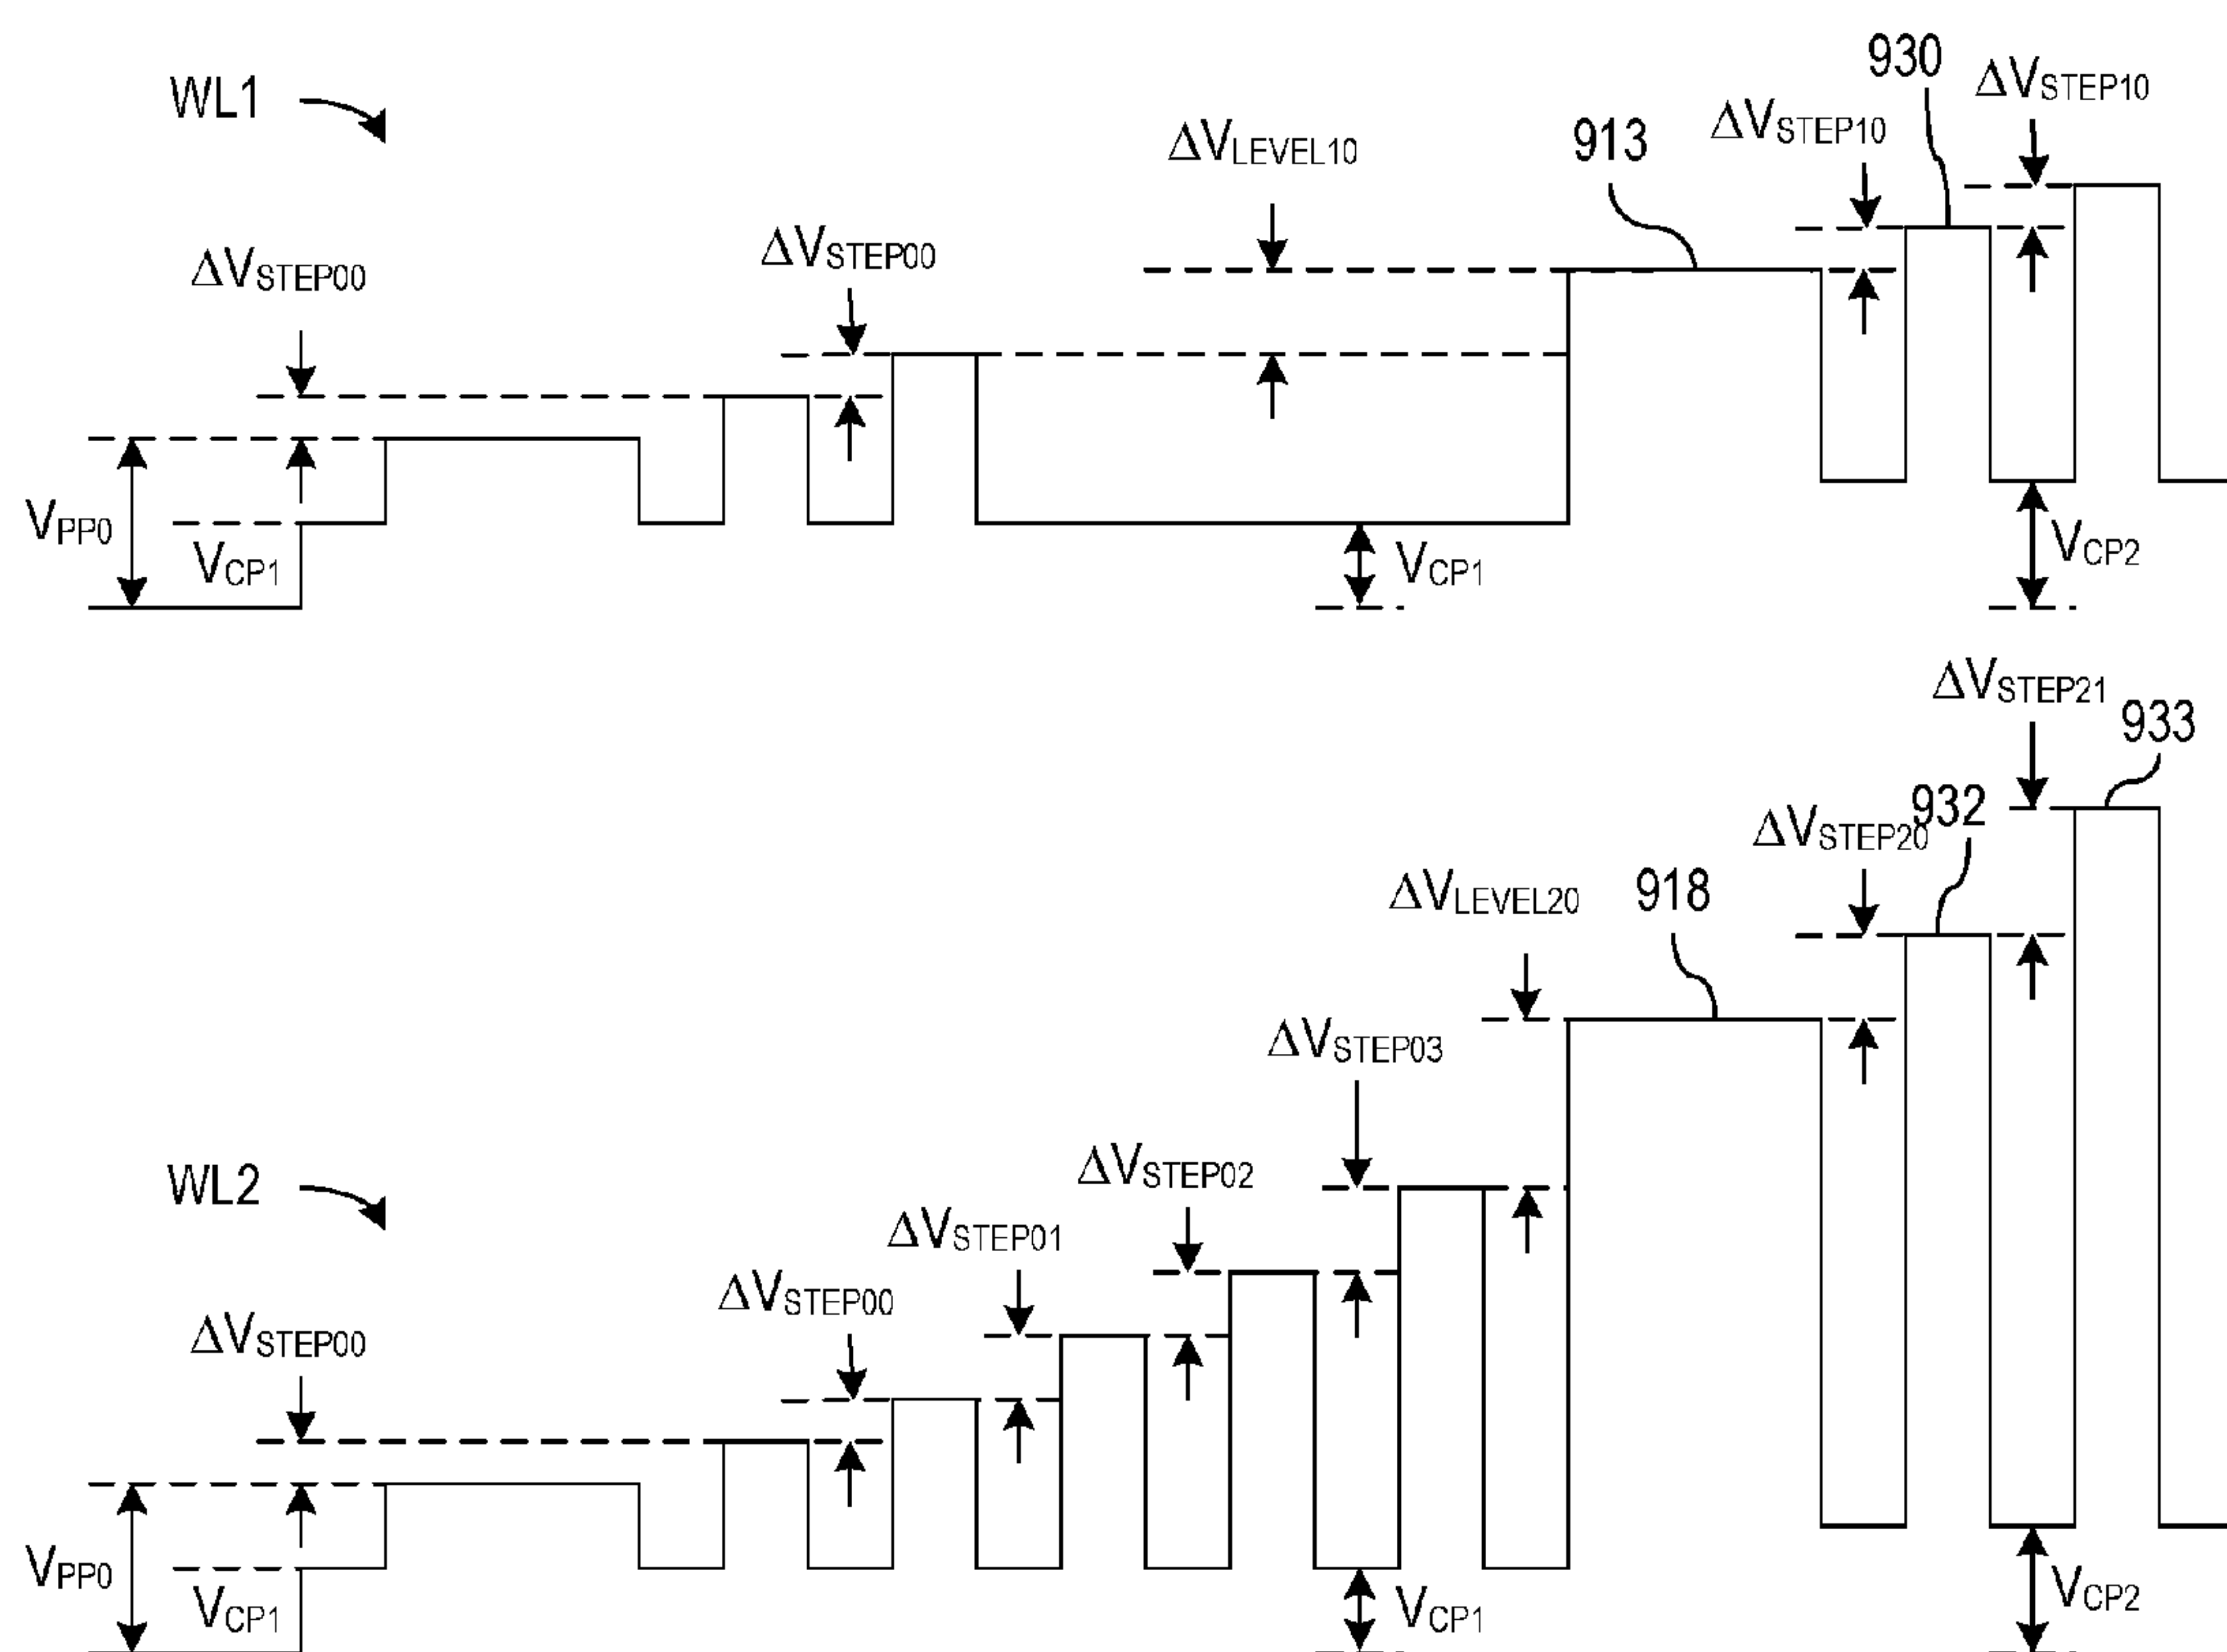 930
ΔVSTEP10
WL1
ΔVSTEP10
913
ΔVLEVEL10
ΔVSTEP00
ΔVSTEP00
VPP0
VCP1
VCP1
VCP2
ΔVSTEP21
933
932
ΔVSTEP20
ΔVLEVEL20
918
ΔVSTEP03
WL2
ΔVSTEP02
ΔVSTEP01
ΔVSTEP00
ΔVSTEP00
VPP0
VCP1
VCP1
VCP2